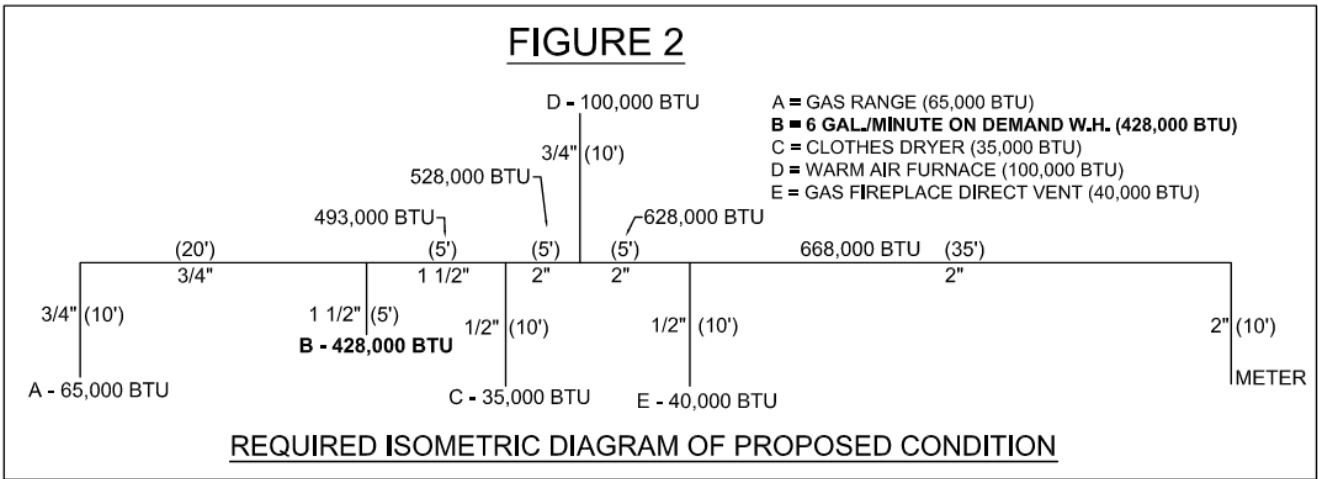 FIGURE 2
D - 100,000 BTU
A = GAS RANGE (65,000 BTU)
B = 6 GAL./MINUTE ON DEMAND W.H. (428,000 BTU)
C = CLOTHES DRYER (35,000 BTU)
D = WARM AIR FURNACE (100,000 BTU)
E = GAS FIREPLACE DIRECT VENT (40,000 BTU)
3/4" (10')
528,000 BTU
493,000 BTU
628,000 BTU
(20') (5') (5') (5') 668,000 BTU (35')
3/4" 1 1/2" 2" 2" 2"
3/4" (10') 1 1/2" (5') 1/2" (10') 1/2" (10') 2" (10')
B - 428,000 BTU
A - 65,000 BTU C - 35,000 BTU E - 40,000 BTU METER
REQUIRED ISOMETRIC DIAGRAM OF PROPOSED CONDITION